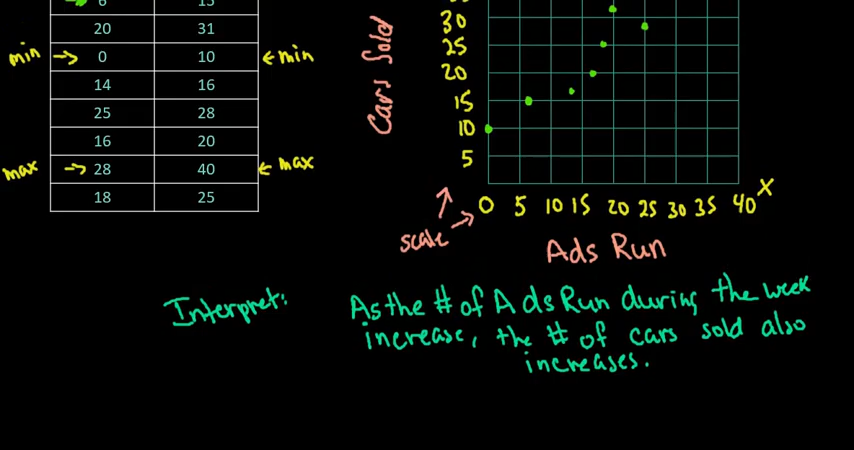 6 15
20 31
min 0 10 min
14 16
25 28
16 20
max 28 40 max
18 25
Cars Sold
30
25
20
15
10
5
0 5 10 15 20 25 30 35 40 X
scale
Ads Run
Interpret:
As the # of Ads Run during the week
increase, the # of cars sold also
increases.